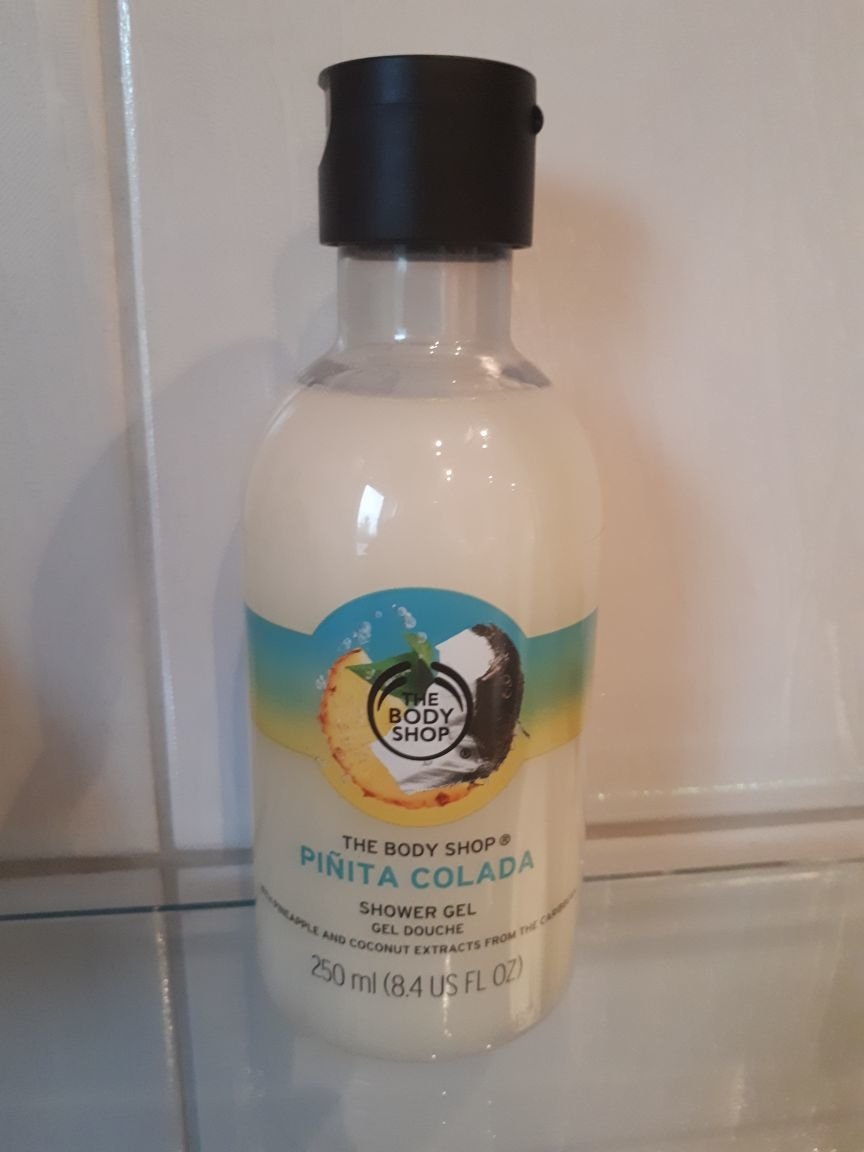 THE
BODY
SHOP
®
THE BODY SHOP®
PIÑITA COLADA
SHOWER GEL
GEL DOUCHE
PINEAPPLE AND COCONUT EXTRACTS FROM THE
250 ml (8.4 US FL OZ)